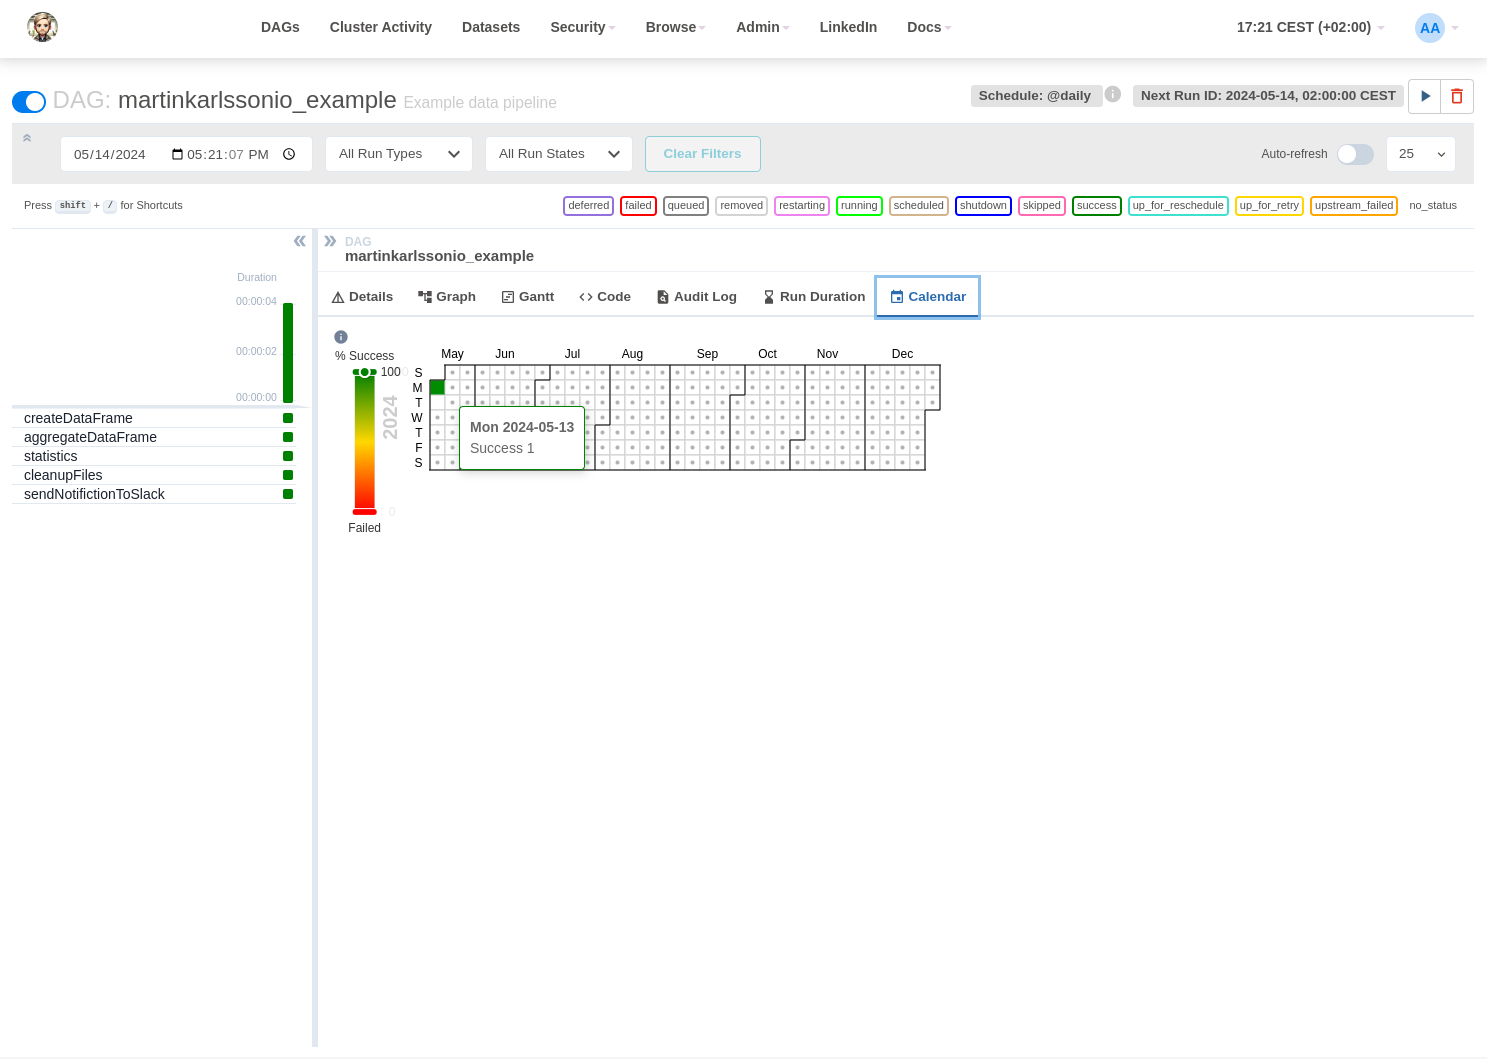 DAGs Cluster Activity Datasets Security Browse Admin LinkedIn Docs 17:21 CEST (+02:00) AA
DAG: martinkarlssonio_example Example data pipeline Schedule: @daily Next Run ID: 2024-05-14, 02:00:00 CEST
05/14/2024 05:21:07 PM All Run Types All Run States Clear Filters Auto-refresh 25
Press shift + / for Shortcuts deferred failed queued removed restarting running scheduled shutdown skipped success up_for_reschedule up_for_retry upstream_failed no_status
DAG
martinkarlssonio_example
Duration
00:00:04
00:00:02
00:00:00
createDataFrame
aggregateDataFrame
statistics
cleanupFiles
sendNotifictionToSlack
Details Graph Gantt Code Audit Log Run Duration Calendar
% Success
100
0
Failed
2024
May Jun Jul Aug Sep Oct Nov Dec
S
M
T
W
T
F
S
Mon 2024-05-13
Success 1